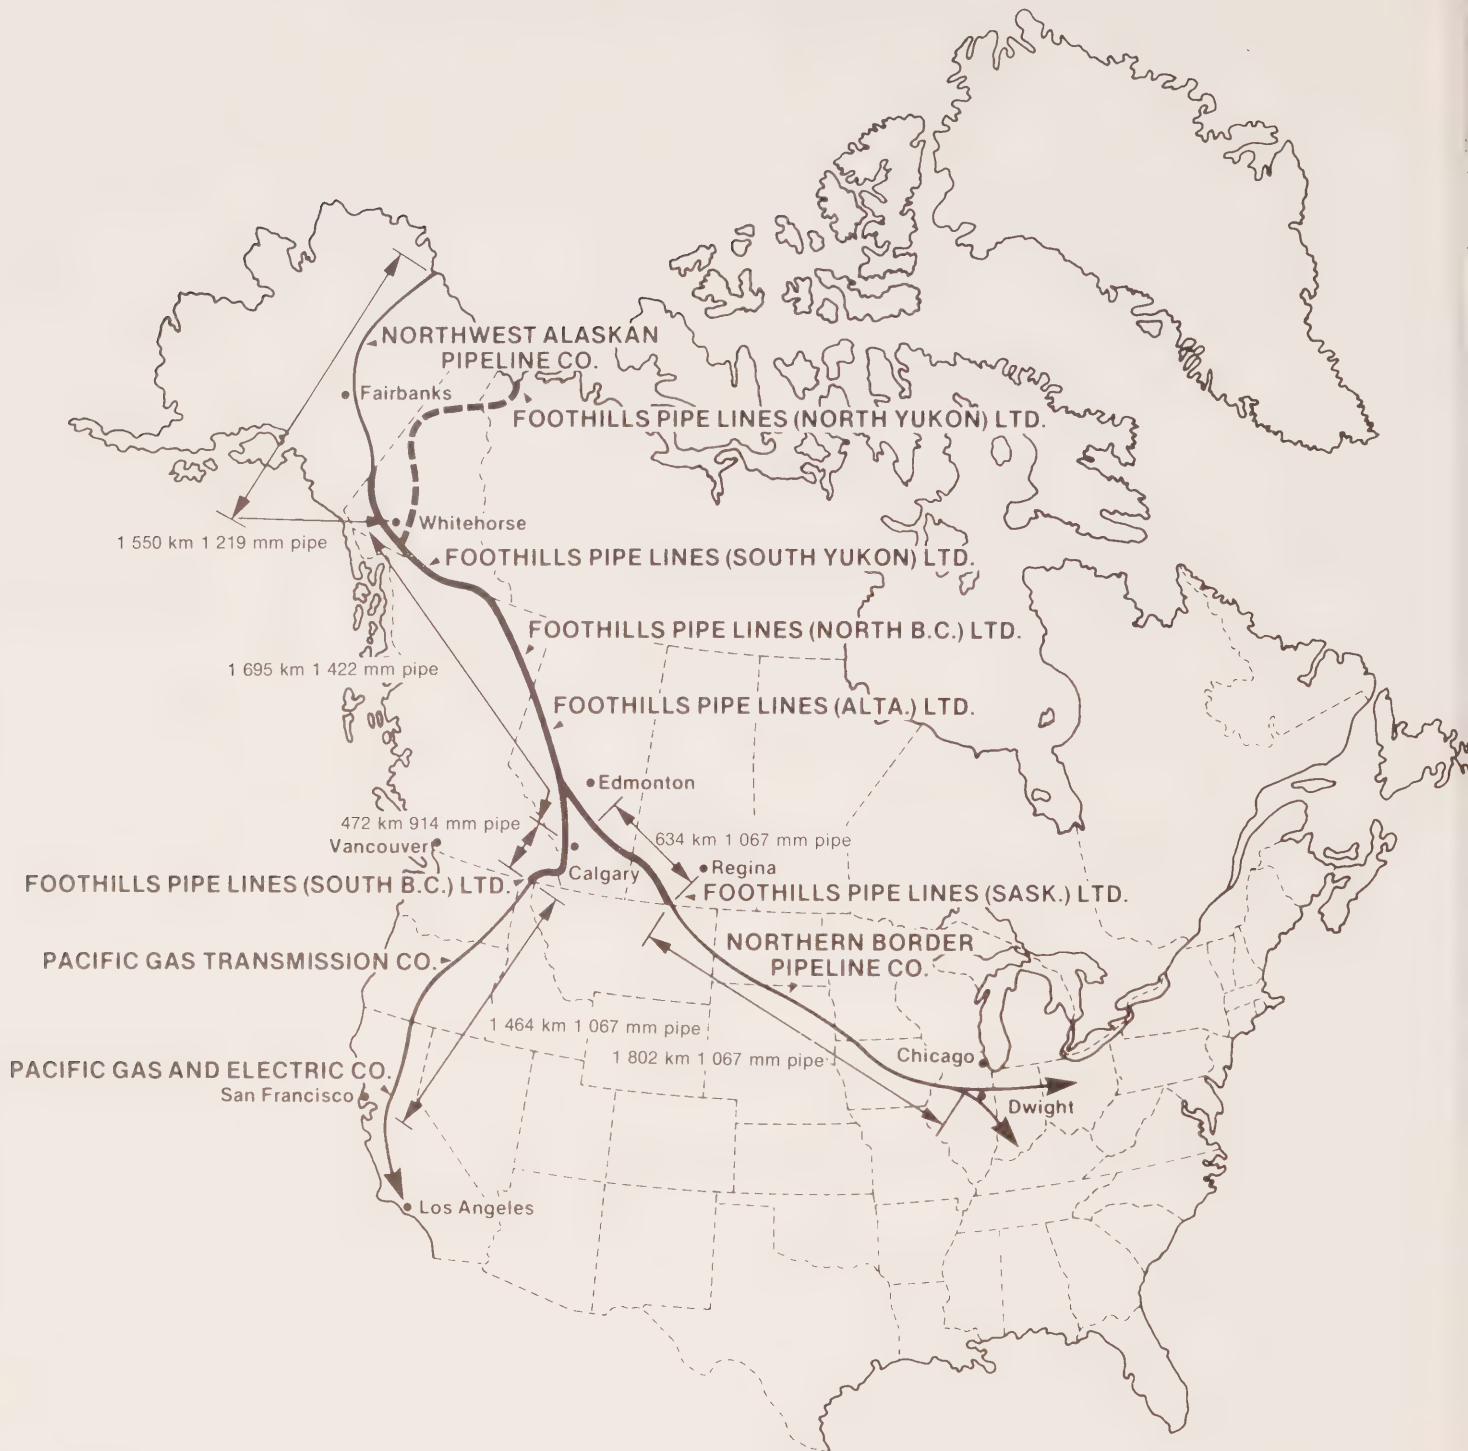 NORTHWEST ALASKAN
PIPELINE CO.
Fairbanks
FOOTHILLS PIPE LINES (NORTH YUKON) LTD.
Whitehorse
1 550 km 1 219 mm pipe
FOOTHILLS PIPE LINES (SOUTH YUKON) LTD.
FOOTHILLS PIPE LINES (NORTH B.C.) LTD.
1 695 km 1 422 mm pipe
FOOTHILLS PIPE LINES (ALTA.) LTD.
Edmonton
472 km 914 mm pipe
634 km 1 067 mm pipe
Vancouver
Calgary
Regina
FOOTHILLS PIPE LINES (SOUTH B.C.) LTD.
FOOTHILLS PIPE LINES (SASK.) LTD.
NORTHERN BORDER
PIPELINE CO.
PACIFIC GAS TRANSMISSION CO.
1 464 km 1 067 mm pipe
1 802 km 1 067 mm pipe
Chicago
PACIFIC GAS AND ELECTRIC CO.
San Francisco
Dwight
Los Angeles